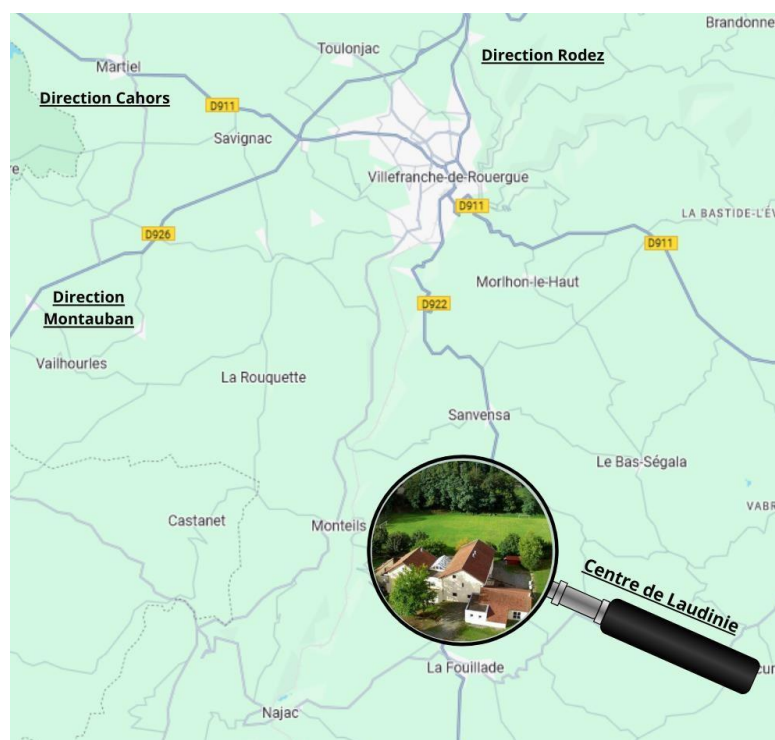 Brandonne
Toulonjac
Direction Rodez
Martiel
Direction Cahors
D911
Savignac
re
Villefranche-de-Rouergue
D911
LA BASTIDE-L'ÉV
D926
D911
Morlhon-le-Haut
Direction
Montauban
D922
Vailhourles
La Rouquette
Sanvensa
Le Bas-Ségala
VABR
Castanet
Monteils
Centre de Laudinie
La Fouillade
cur
Najac